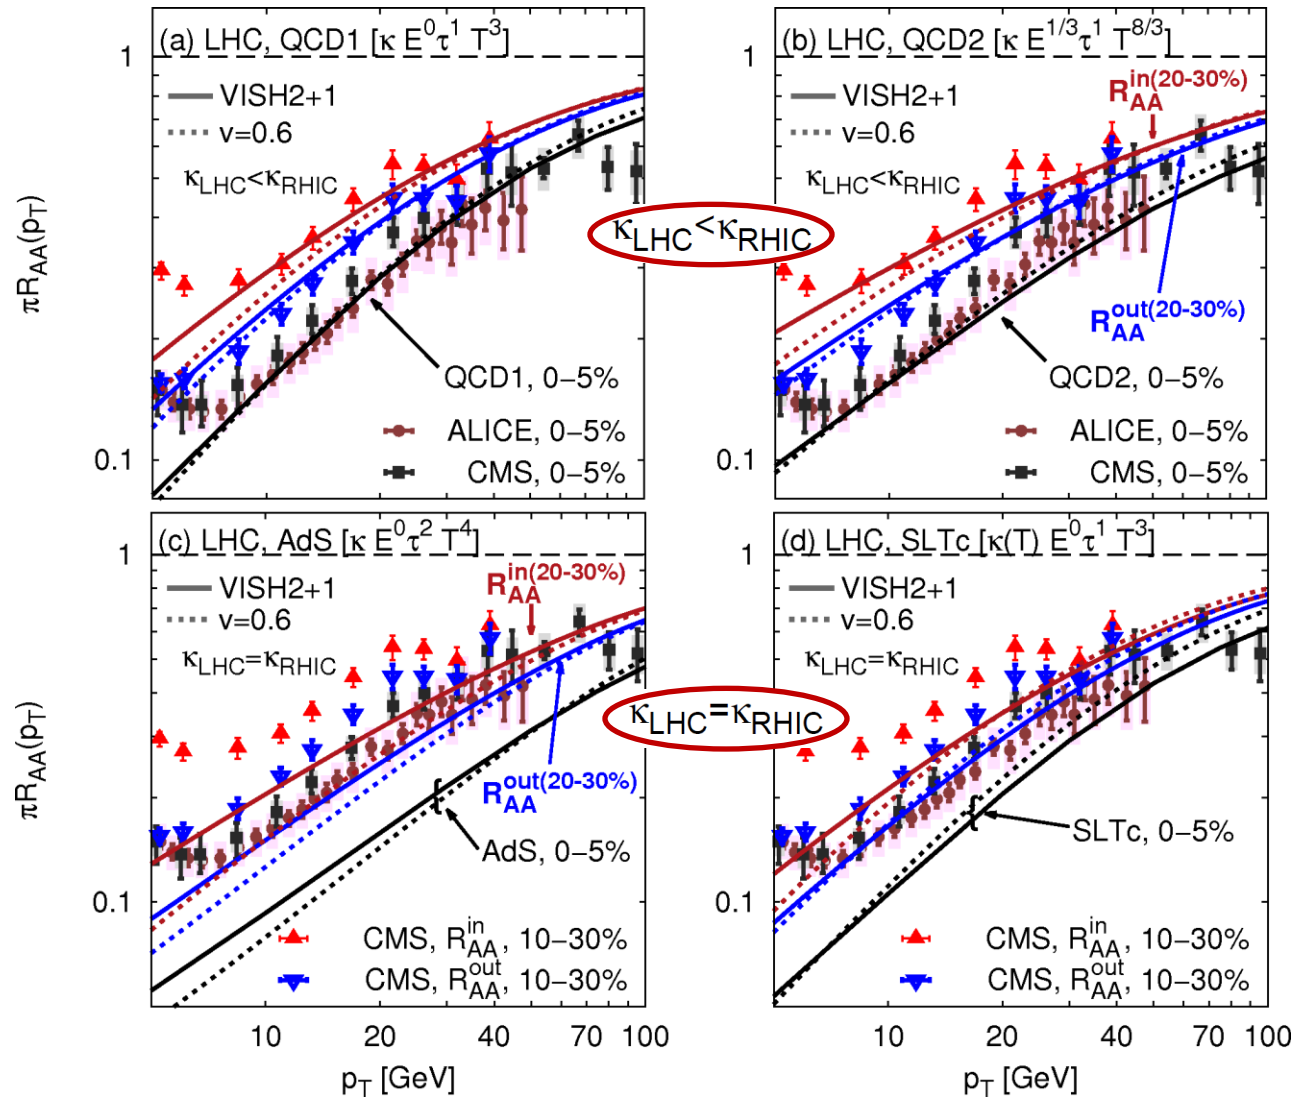 (a) LHC, QCD1 [κ E⁰τ¹ T³]
VISH2+1
v=0.6
κLHC<κRHIC
QCD1, 0−5%
ALICE, 0−5%
CMS, 0−5%
1
0.1
πRAA(pT)
(b) LHC, QCD2 [κ E^1/3 τ¹ T^8/3]
RAA^in(20-30%)
VISH2+1
v=0.6
κLHC<κRHIC
RAA^out(20-30%)
QCD2, 0−5%
ALICE, 0−5%
CMS, 0−5%
1
0.1
κLHC<κRHIC
(c) LHC, AdS [κ E⁰τ² T⁴]
RAA^in(20-30%)
VISH2+1
v=0.6
κLHC=κRHIC
RAA^out(20-30%)
AdS, 0−5%
CMS, RAA^in, 10−30%
CMS, RAA^out, 10−30%
1
0.1
πRAA(pT)
10 20 40 70 100
pT [GeV]
κLHC=κRHIC
(d) LHC, SLTc [κ(T) E⁰τ¹ T³]
VISH2+1
v=0.6
κLHC=κRHIC
SLTc, 0−5%
CMS, RAA^in, 10−30%
CMS, RAA^out, 10−30%
1
0.1
10 20 40 70 100
pT [GeV]